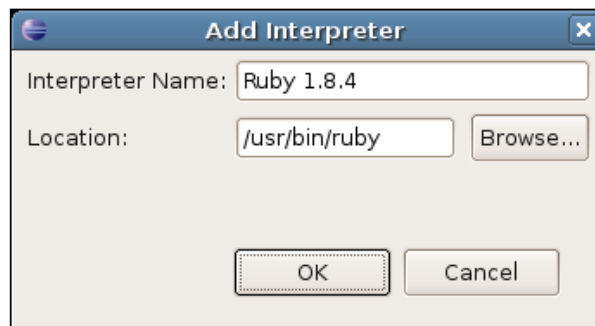 Add Interpreter
Interpreter Name: Ruby 1.8.4
Location: /usr/bin/ruby Browse...
OK Cancel